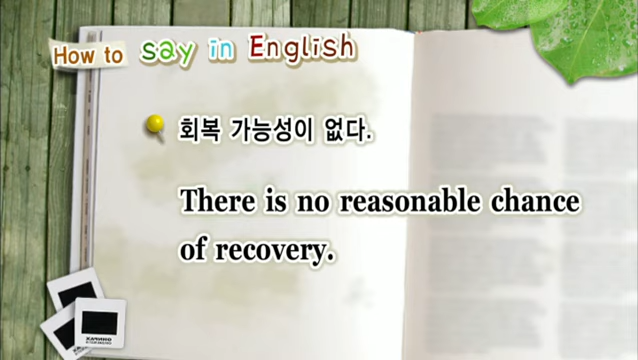 How to say in English
회복 가능성이 없다.
There is no reasonable chance
of recovery.